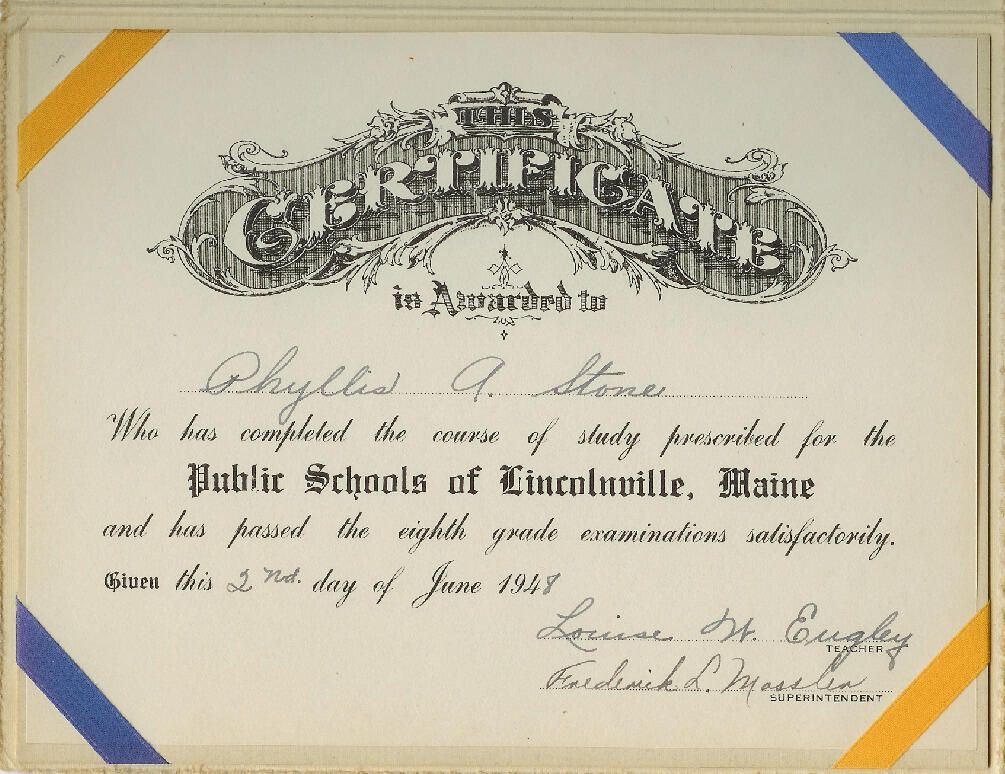 THIS
CERTIFICATE
is Awarded to
Phyllis A. Stone
Who has completed the course of study prescribed for the
Public Schools of Lincolnville, Maine
and has passed the eighth grade examinations satisfactorily.
Given this 2nd. day of June 1948
Louise W. Eugley
TEACHER
Frederick L. Mossler
SUPERINTENDENT